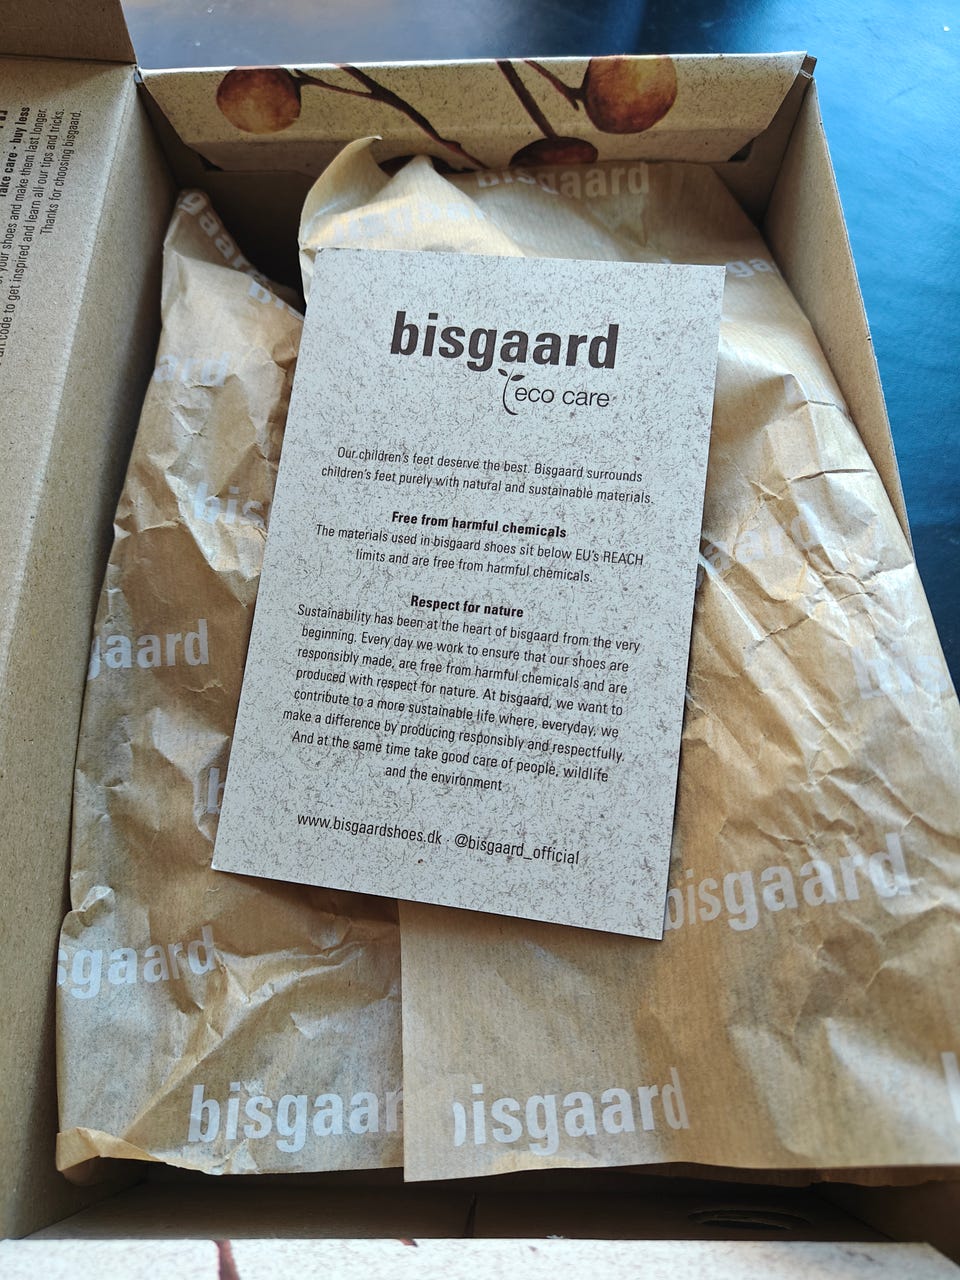 Take care - buy less
your shoes and make them last longer.
code to get inspired and learn all our tips and tricks.
Thanks for choosing bisgaard.
bisgaard
eco care
Our children's feet deserve the best. Bisgaard surrounds
children's feet purely with natural and sustainable materials.
Free from harmful chemicals
The materials used in bisgaard shoes sit below EU's REACH
limits and are free from harmful chemicals.
Respect for nature
Sustainability has been at the heart of bisgaard from the very
beginning. Every day we work to ensure that our shoes are
responsibly made, are free from harmful chemicals and are
produced with respect for nature. At bisgaard, we want to
contribute to a more sustainable life where, everyday, we
make a difference by producing responsibly and respectfully.
And at the same time take good care of people, wildlife
and the environment
www.bisgaardshoes.dk · @bisgaard_official
bisgaard
gaard
bisgaard
bisgaard
bis
gaard
bisgaard
sgaard
bisgaar
bisgaard